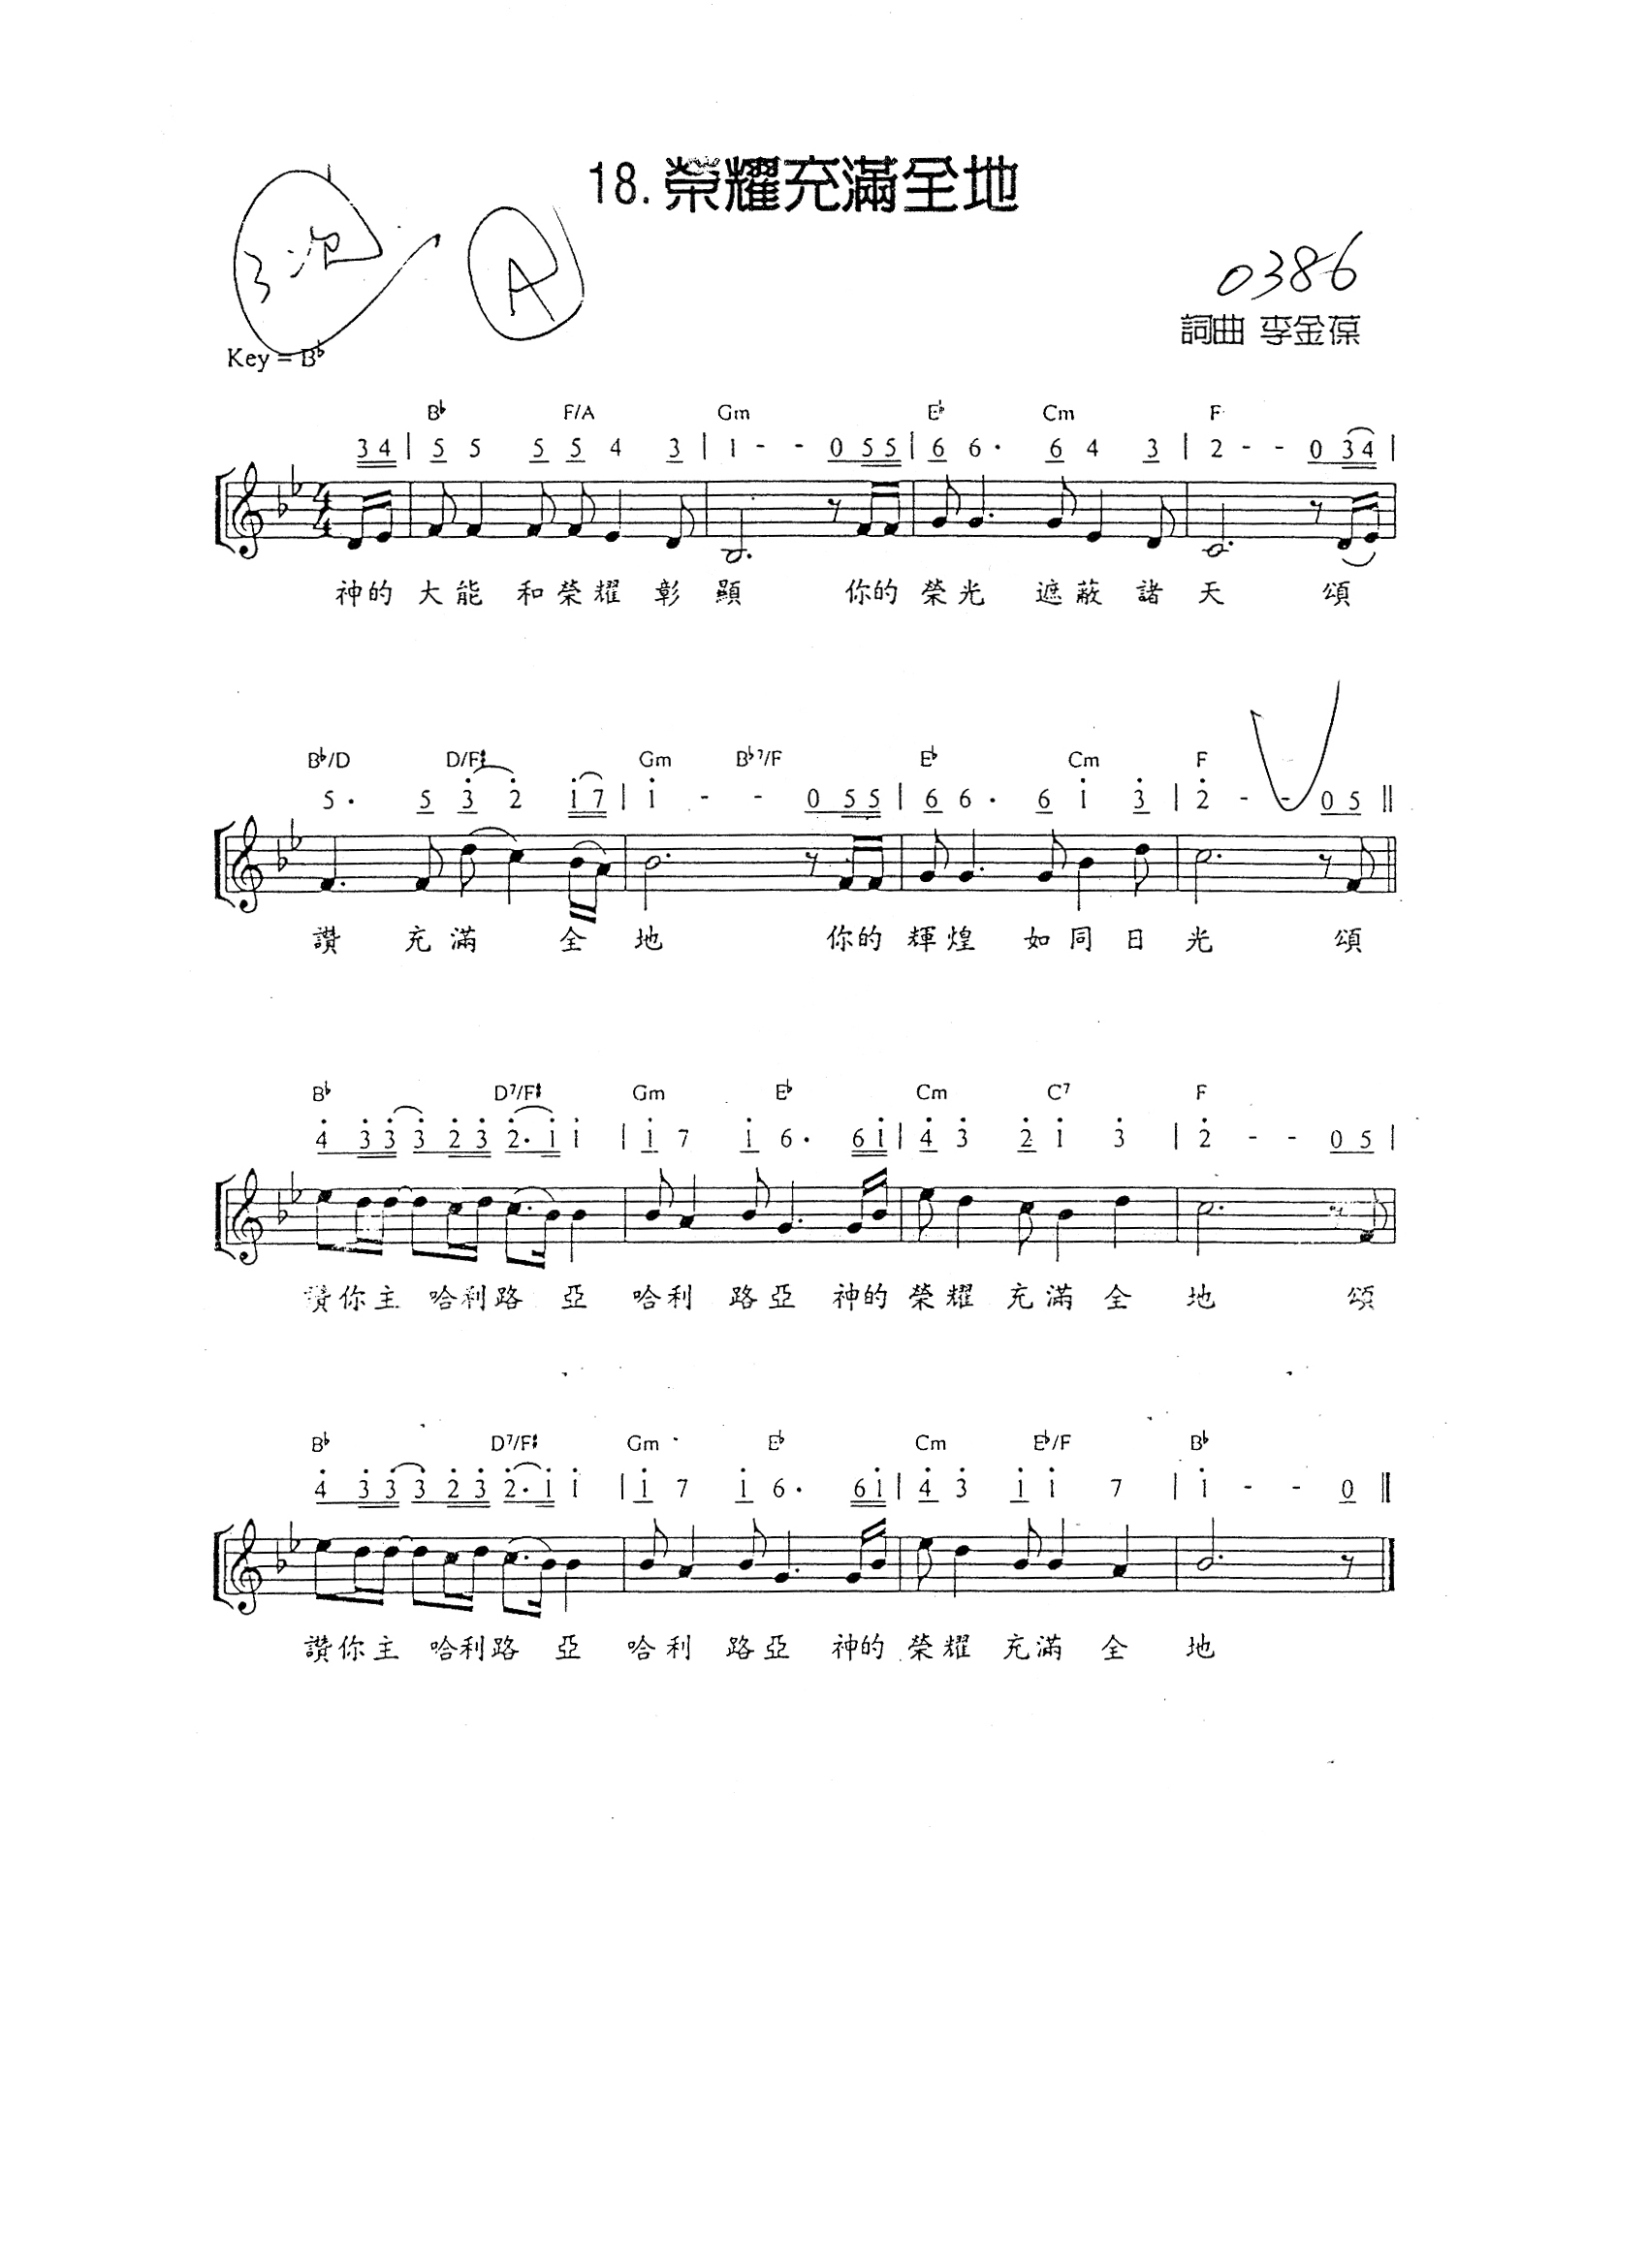 18. 榮耀充滿全地
3次
A
0386
詞曲 李金葆
Key = B♭
B♭ F/A Gm E♭ Cm F
3 4 | 5 5 5 5 4 3 | 1 - - 0 5 5 | 6 6 · 6 4 3 | 2 - - 0 3 4 |
神的 大能 和榮耀 彰 顯 你的 榮光 遮蔽 諸 天 頌
B♭/D D/F# Gm B♭7/F E♭ Cm F
5 · 5 3̇ 2̇ 1̇ 7 | 1̇ - - 0 5 5 | 6 6 · 6 1̇ 3̇ | 2̇ - - 0 5 ‖
讚 充滿 全 地 你的 輝煌 如同 日 光 頌
B♭ D7/F# Gm E♭ Cm C7 F
4̇ 3̇ 3̇ 3̇ 2̇ 3̇ 2̇ · 1̇ 1̇ | 1̇ 7 1̇ 6 · 6 1̇ | 4̇ 3̇ 2̇ 1̇ 3̇ | 2̇ - - 0 5 |
讚你主 哈利路 亞 哈利 路亞 神的 榮耀 充滿 全 地 頌
B♭ D7/F# Gm E♭ Cm E♭/F B♭
4̇ 3̇ 3̇ 3̇ 2̇ 3̇ 2̇ · 1̇ 1̇ | 1̇ 7 1̇ 6 · 6 1̇ | 4̇ 3̇ 1̇ 1̇ 7 | 1̇ - - 0 ‖
讚你主 哈利路 亞 哈利 路亞 神的 榮耀 充滿 全 地